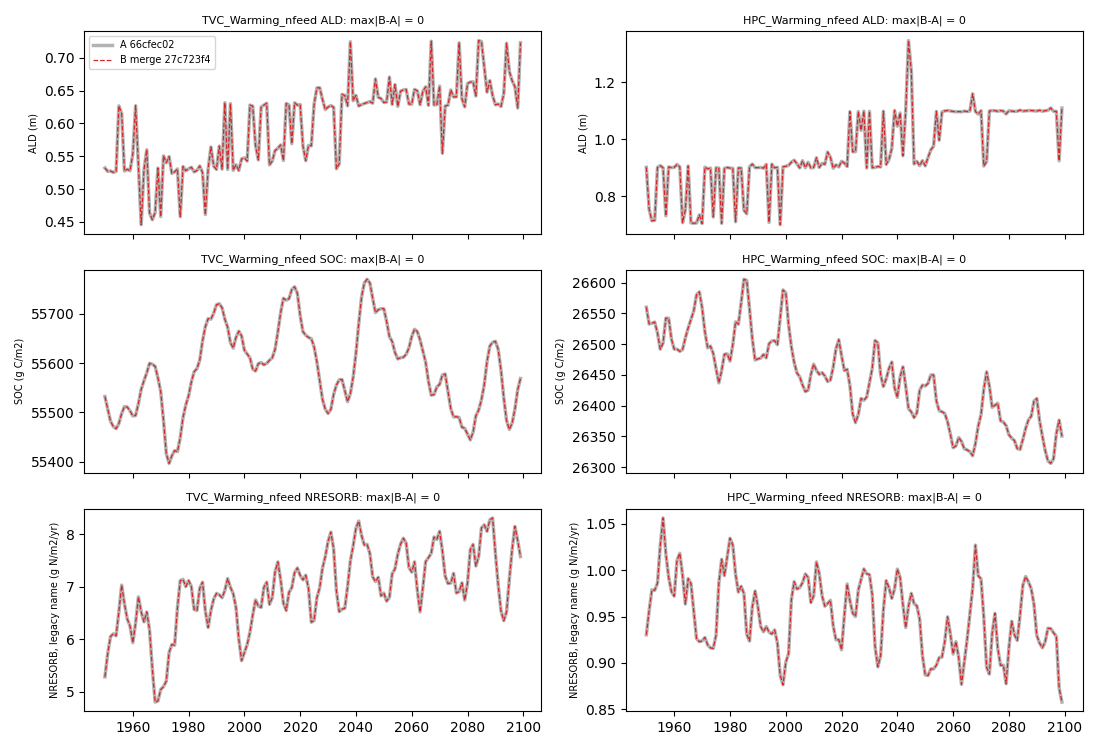 TVC_Warming_nfeed ALD: max|B-A| = 0
HPC_Warming_nfeed ALD: max|B-A| = 0
A 66cfec02
B merge 27c723f4
ALD (m)
0.70
0.65
0.60
0.55
0.50
0.45
ALD (m)
1.2
1.0
0.8
TVC_Warming_nfeed SOC: max|B-A| = 0
HPC_Warming_nfeed SOC: max|B-A| = 0
SOC (g C/m2)
55700
55600
55500
55400
SOC (g C/m2)
26600
26550
26500
26450
26400
26350
26300
TVC_Warming_nfeed NRESORB: max|B-A| = 0
HPC_Warming_nfeed NRESORB: max|B-A| = 0
NRESORB, legacy name (g N/m2/yr)
8
7
6
5
NRESORB, legacy name (g N/m2/yr)
1.05
1.00
0.95
0.90
0.85
1960 1980 2000 2020 2040 2060 2080 2100
1960 1980 2000 2020 2040 2060 2080 2100